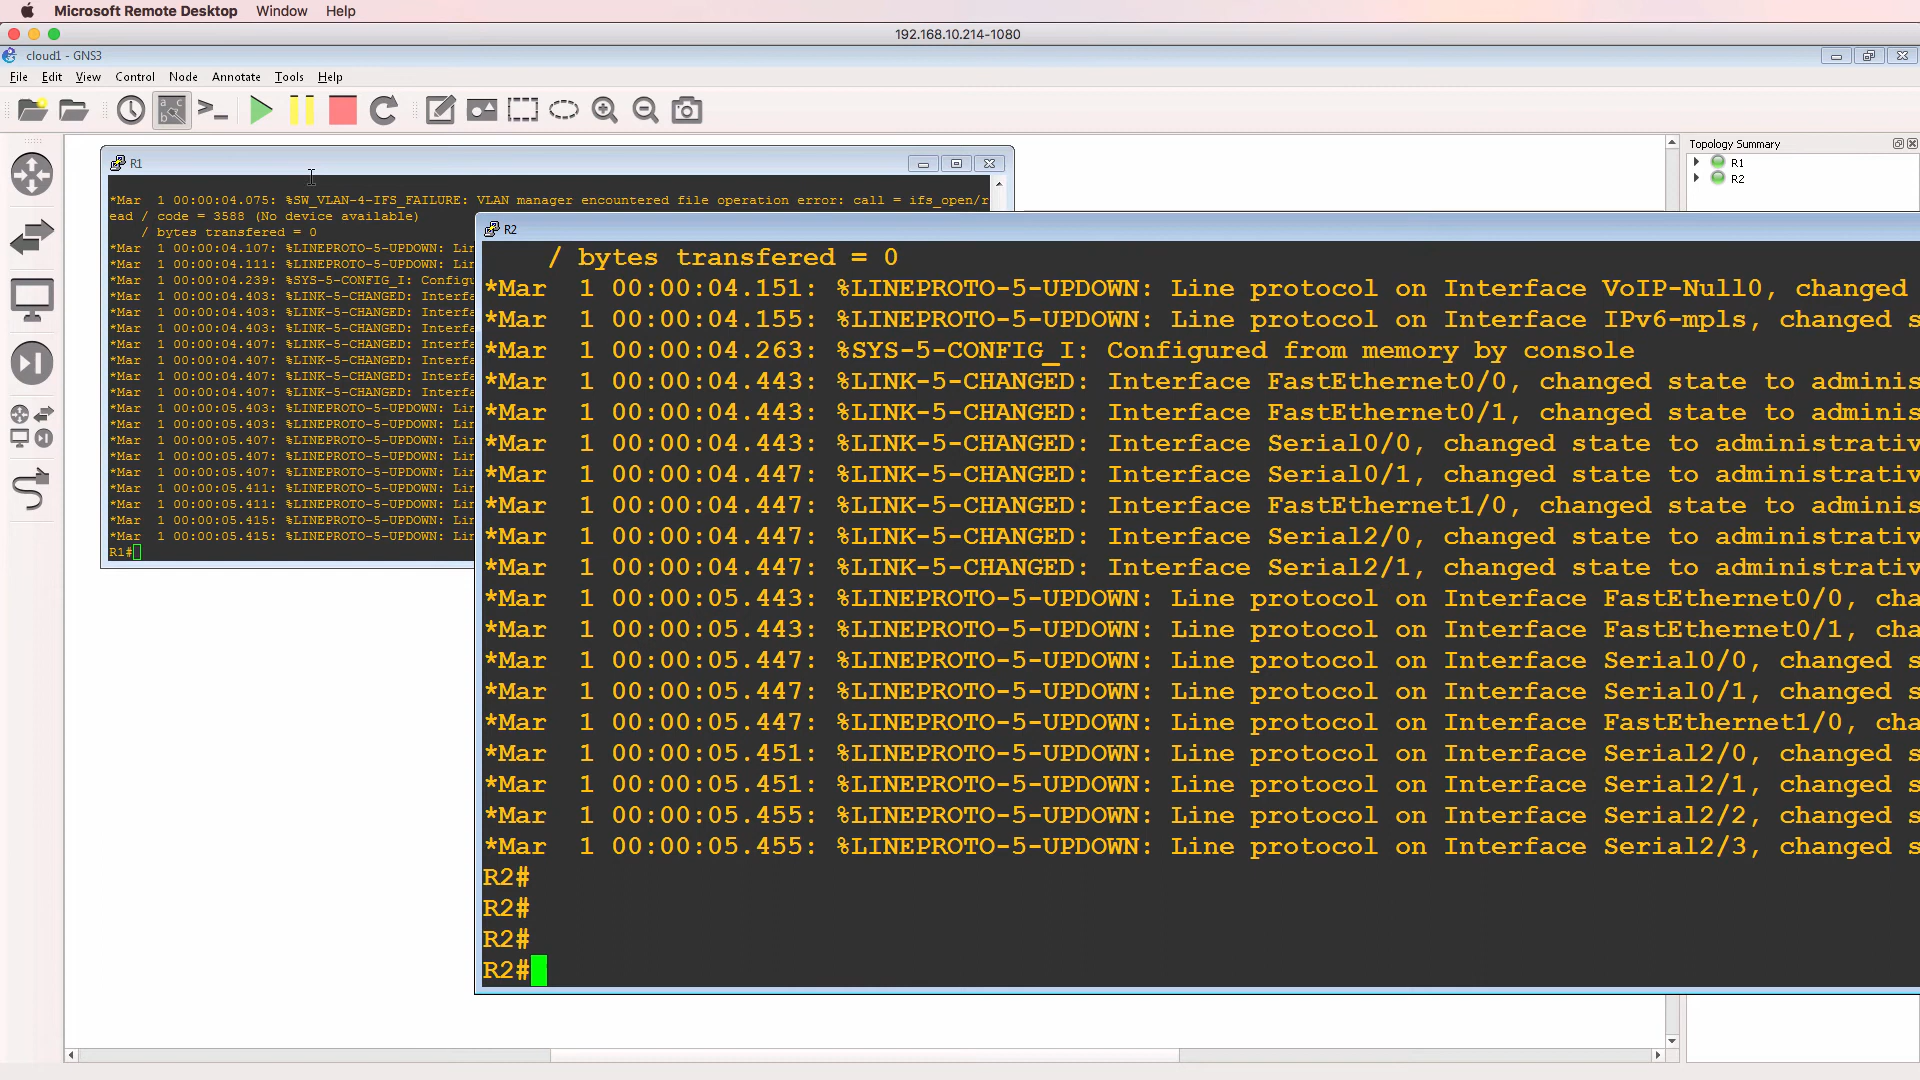 Microsoft Remote Desktop Window Help
192.168.10.214-1080
cloud1 - GNS3
File Edit View Control Node Annotate Tools Help
Topology Summary
R1
R2
R1
*Mar 1 00:00:04.075: %SW_VLAN-4-IFS_FAILURE: VLAN manager encountered file operation error: call = ifs_open/r
ead / code = 3588 (No device available)
/ bytes transfered = 0
*Mar 1 00:00:04.107: %LINEPROTO-5-UPDOWN: Lin
*Mar 1 00:00:04.111: %LINEPROTO-5-UPDOWN: Lin
*Mar 1 00:00:04.239: %SYS-5-CONFIG_I: Configu
*Mar 1 00:00:04.403: %LINK-5-CHANGED: Interfa
*Mar 1 00:00:04.403: %LINK-5-CHANGED: Interfa
*Mar 1 00:00:04.403: %LINK-5-CHANGED: Interfa
*Mar 1 00:00:04.407: %LINK-5-CHANGED: Interfa
*Mar 1 00:00:04.407: %LINK-5-CHANGED: Interfa
*Mar 1 00:00:04.407: %LINK-5-CHANGED: Interfa
*Mar 1 00:00:04.407: %LINK-5-CHANGED: Interfa
*Mar 1 00:00:05.403: %LINEPROTO-5-UPDOWN: Lin
*Mar 1 00:00:05.403: %LINEPROTO-5-UPDOWN: Lin
*Mar 1 00:00:05.407: %LINEPROTO-5-UPDOWN: Lin
*Mar 1 00:00:05.407: %LINEPROTO-5-UPDOWN: Lin
*Mar 1 00:00:05.407: %LINEPROTO-5-UPDOWN: Lin
*Mar 1 00:00:05.411: %LINEPROTO-5-UPDOWN: Lin
*Mar 1 00:00:05.411: %LINEPROTO-5-UPDOWN: Lin
*Mar 1 00:00:05.415: %LINEPROTO-5-UPDOWN: Lin
*Mar 1 00:00:05.415: %LINEPROTO-5-UPDOWN: Lin
R1#
R2
/ bytes transfered = 0
*Mar 1 00:00:04.151: %LINEPROTO-5-UPDOWN: Line protocol on Interface VoIP-Null0, changed
*Mar 1 00:00:04.155: %LINEPROTO-5-UPDOWN: Line protocol on Interface IPv6-mpls, changed s
*Mar 1 00:00:04.263: %SYS-5-CONFIG_I: Configured from memory by console
*Mar 1 00:00:04.443: %LINK-5-CHANGED: Interface FastEthernet0/0, changed state to adminis
*Mar 1 00:00:04.443: %LINK-5-CHANGED: Interface FastEthernet0/1, changed state to adminis
*Mar 1 00:00:04.443: %LINK-5-CHANGED: Interface Serial0/0, changed state to administrativ
*Mar 1 00:00:04.447: %LINK-5-CHANGED: Interface Serial0/1, changed state to administrativ
*Mar 1 00:00:04.447: %LINK-5-CHANGED: Interface FastEthernet1/0, changed state to adminis
*Mar 1 00:00:04.447: %LINK-5-CHANGED: Interface Serial2/0, changed state to administrativ
*Mar 1 00:00:04.447: %LINK-5-CHANGED: Interface Serial2/1, changed state to administrativ
*Mar 1 00:00:05.443: %LINEPROTO-5-UPDOWN: Line protocol on Interface FastEthernet0/0, cha
*Mar 1 00:00:05.443: %LINEPROTO-5-UPDOWN: Line protocol on Interface FastEthernet0/1, cha
*Mar 1 00:00:05.447: %LINEPROTO-5-UPDOWN: Line protocol on Interface Serial0/0, changed s
*Mar 1 00:00:05.447: %LINEPROTO-5-UPDOWN: Line protocol on Interface Serial0/1, changed s
*Mar 1 00:00:05.447: %LINEPROTO-5-UPDOWN: Line protocol on Interface FastEthernet1/0, cha
*Mar 1 00:00:05.451: %LINEPROTO-5-UPDOWN: Line protocol on Interface Serial2/0, changed s
*Mar 1 00:00:05.451: %LINEPROTO-5-UPDOWN: Line protocol on Interface Serial2/1, changed s
*Mar 1 00:00:05.455: %LINEPROTO-5-UPDOWN: Line protocol on Interface Serial2/2, changed s
*Mar 1 00:00:05.455: %LINEPROTO-5-UPDOWN: Line protocol on Interface Serial2/3, changed s
R2#
R2#
R2#
R2#